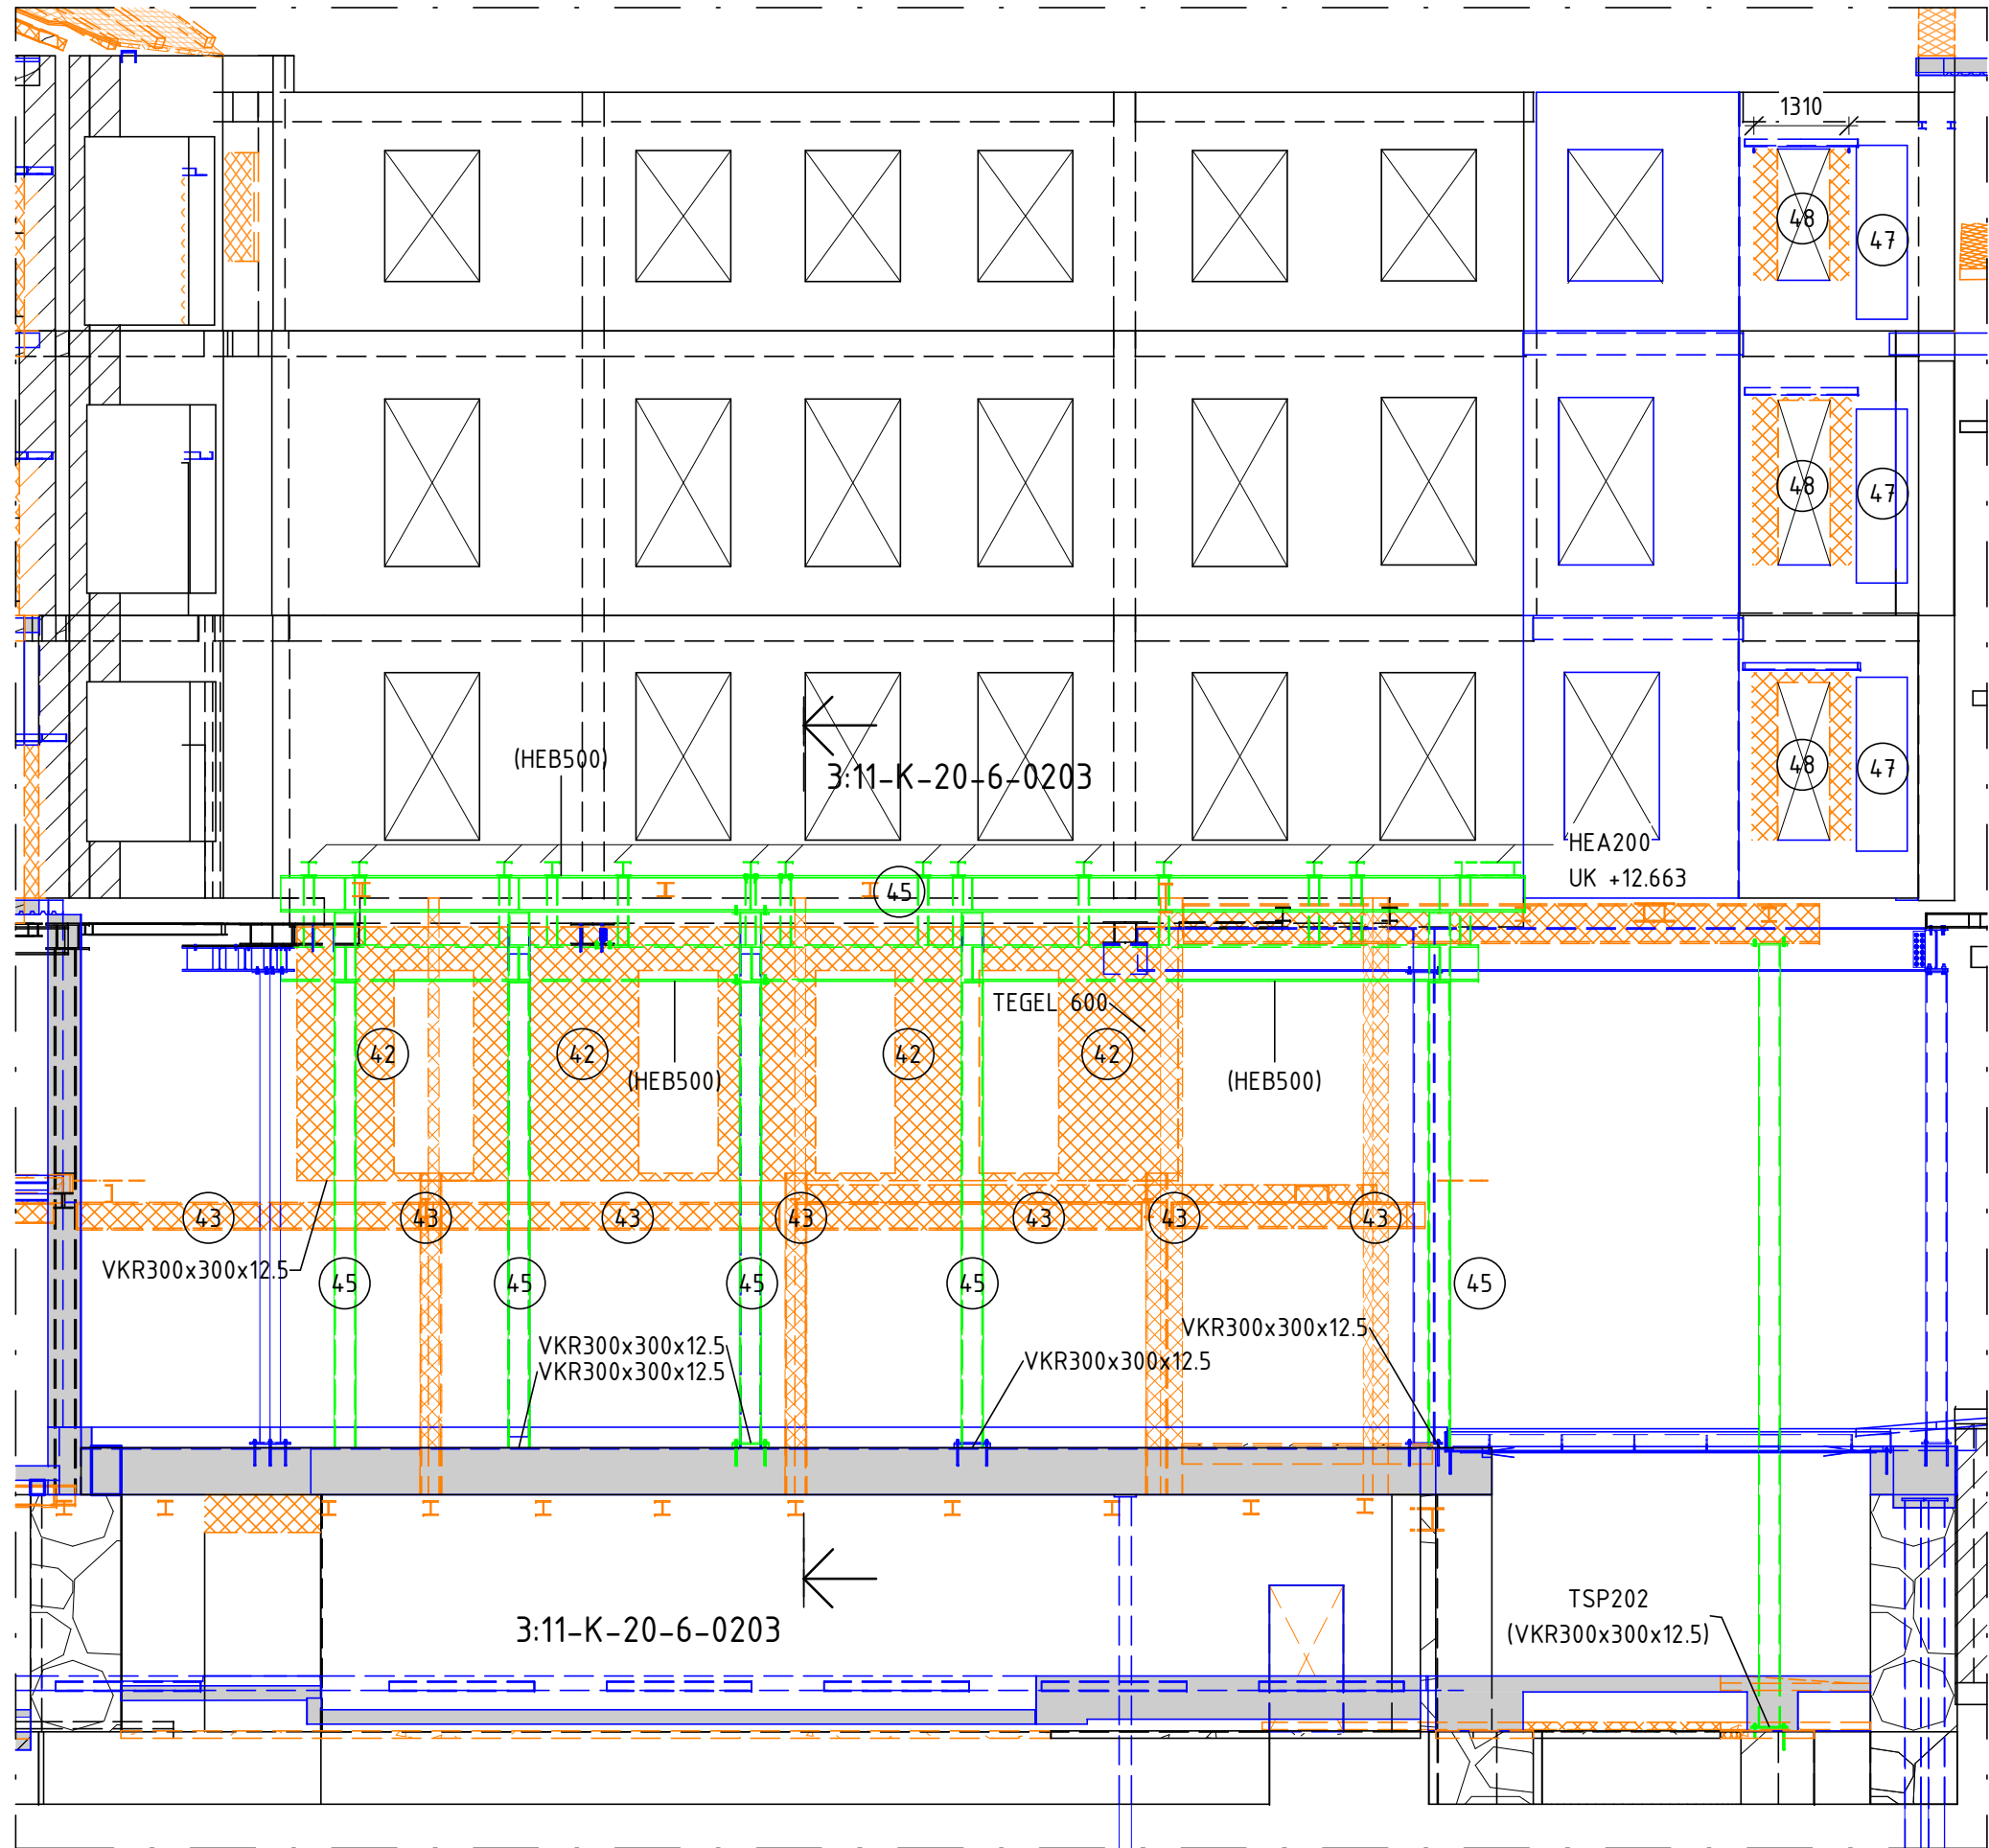 1310
48
47
48
47
(HEB500)
3:11-K-20-6-0203
48
47
HEA200
UK +12.663
45
TEGEL 600
42
42
42
42
(HEB500)
(HEB500)
43
43
43
43
43
43
43
VKR300x300x12.5
45
45
45
45
45
VKR300x300x12.5
VKR300x300x12.5
VKR300x300x12.5
VKR300x300x12.5
3:11-K-20-6-0203
TSP202
(VKR300x300x12.5)